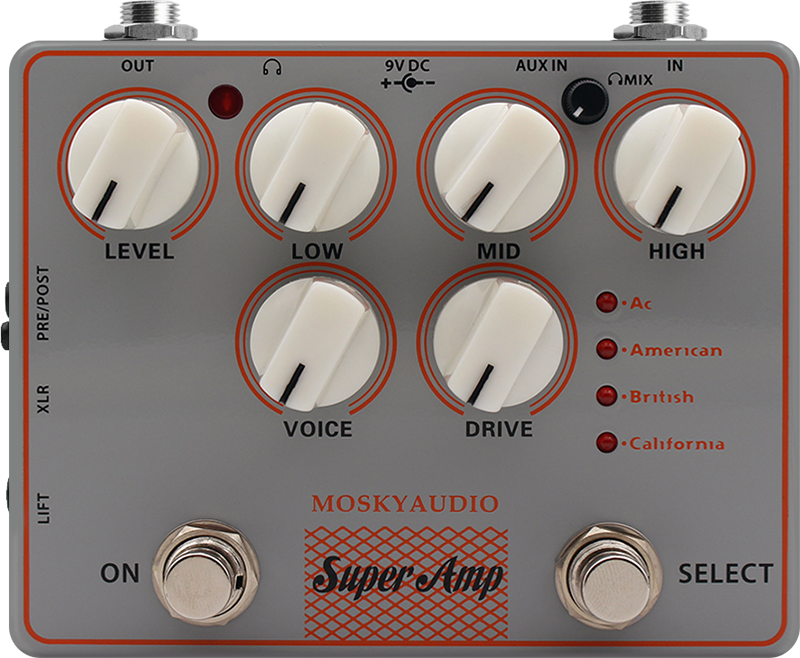 OUT
9V DC
AUX IN
MIX
IN
LEVEL
LOW
MID
HIGH
PRE/POST
Ac
American
XLR
British
VOICE
DRIVE
California
LIFT
MOSKYAUDIO
ON
Super Amp
SELECT